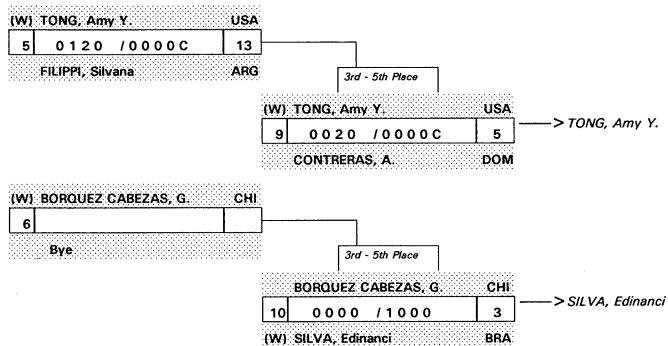 (W) TONG, Amy Y. USA
5 0120 /0000C 13
FILIPPI, Silvana ARG
3rd - 5th Place
(W) TONG, Amy Y. USA
9 0020 /0000C 5 > TONG, Amy Y.
CONTRERAS, A. DOM
(W) BORQUEZ CABEZAS, G. CHI
6
Bye
3rd - 5th Place
BORQUEZ CABEZAS, G. CHI
10 0000 /1000 3 > SILVA, Edinanci
(W) SILVA, Edinanci BRA